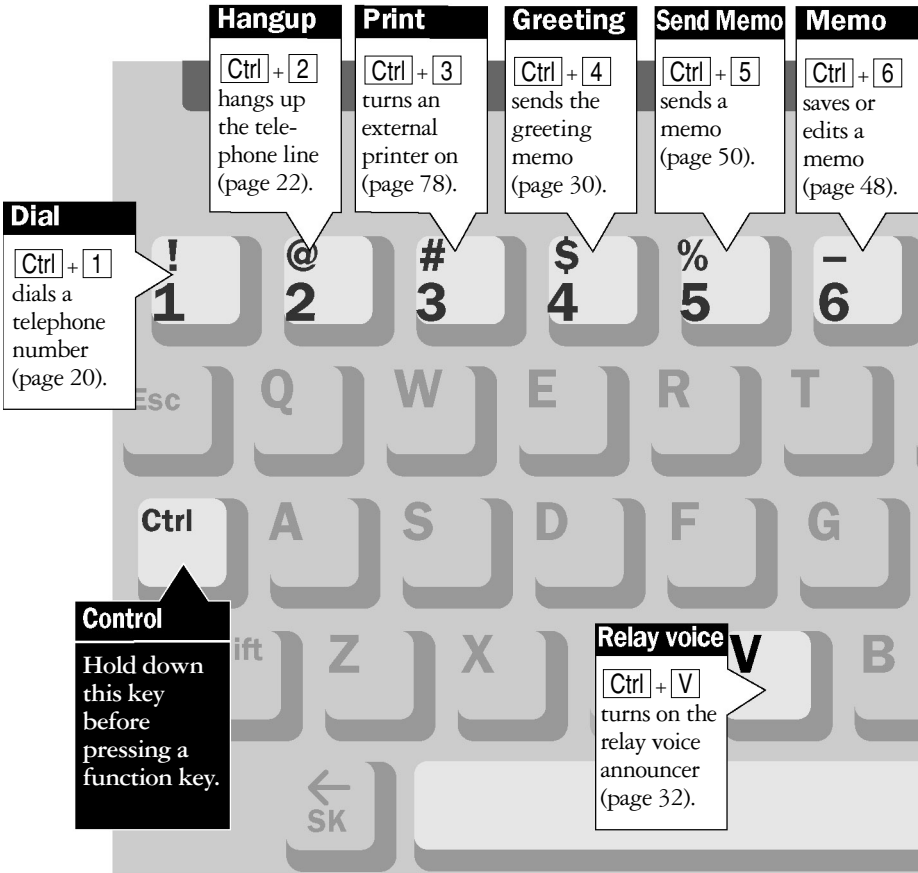 Hangup
Ctrl + 2
hangs up
the tele-
phone line
(page 22).
Print
Ctrl + 3
turns an
external
printer on
(page 78).
Greeting
Ctrl + 4
sends the
greeting
memo
(page 30).
Send Memo
Ctrl + 5
sends a
memo
(page 50).
Memo
Ctrl + 6
saves or
edits a
memo
(page 48).
Dial
Ctrl + 1
dials a
telephone
number
(page 20).
! @ # $ % –
1 2 3 4 5 6
Esc Q W E R T
Ctrl A S D F G
Control
Hold down
this key
before
pressing a
function key.
ift Z X V B
Relay voice
Ctrl + V
turns on the
relay voice
announcer
(page 32).
←
SK